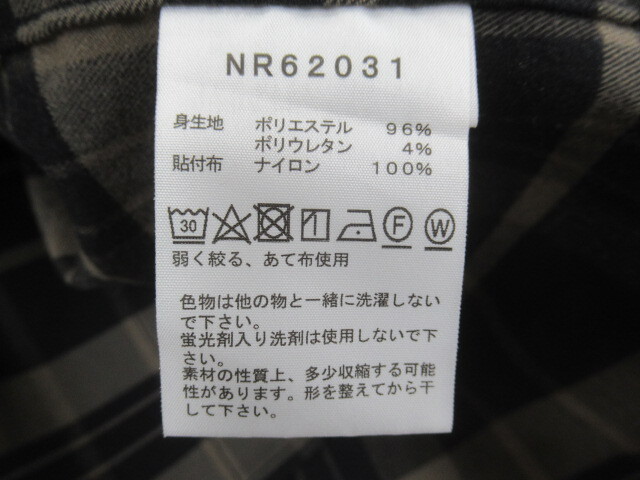 NR62031
身生地 ポリエステル 96%
ポリウレタン 4%
貼付布 ナイロン 100%
30 F W
弱く絞る、あて布使用
色物は他の物と一緒に洗濯しない
で下さい。
蛍光剤入り洗剤は使用しないで下
さい。
素材の性質上、多少収縮する可能
性があります。形を整えてから干
して下さい。